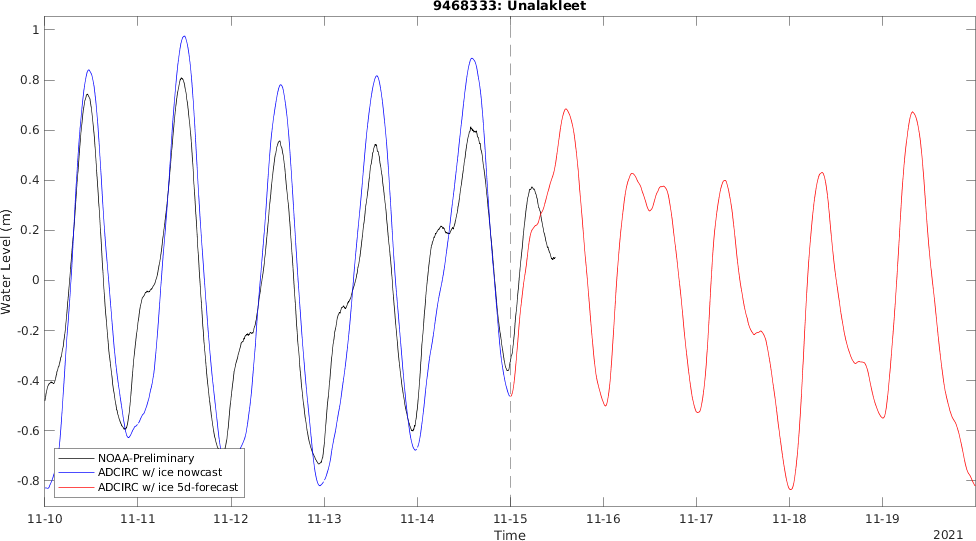 9468333: Unalakleet
Water Level (m)
1
0.8
0.6
0.4
0.2
0
-0.2
-0.4
-0.6
-0.8
NOAA-Preliminary
ADCIRC w/ ice nowcast
ADCIRC w/ ice 5d-forecast
11-10 11-11 11-12 11-13 11-14 11-15 11-16 11-17 11-18 11-19
Time
2021